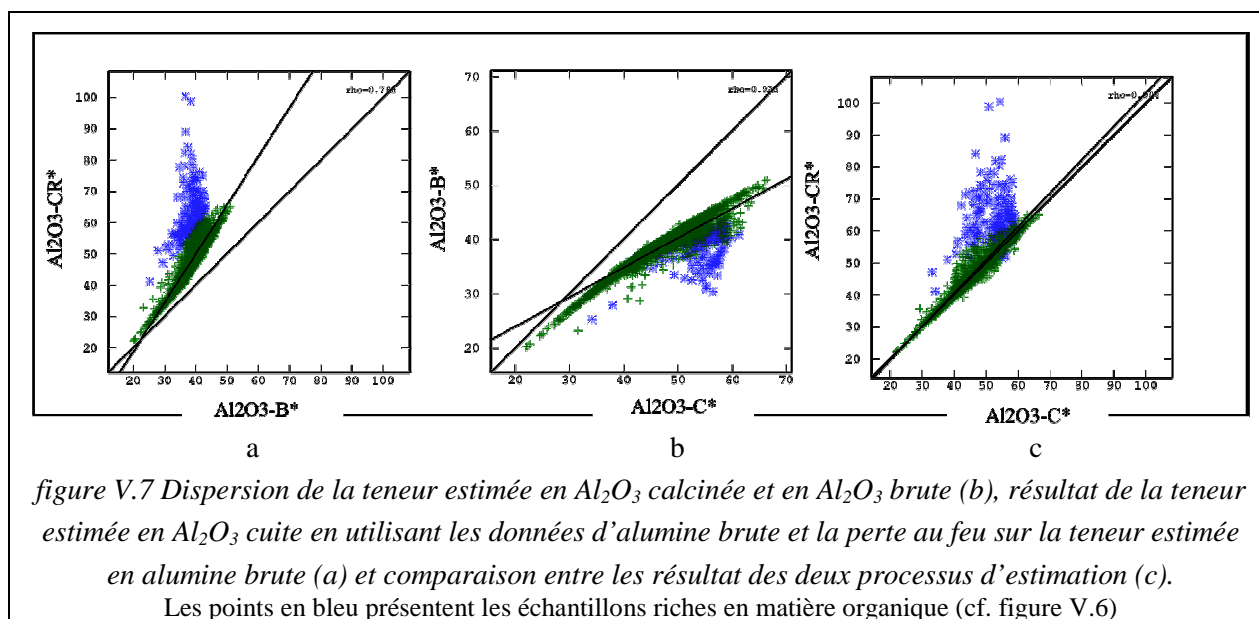 rho=0.
100
90
80
70
60
50
40
30
20
20 30 40 50 60 70 80 90 100
Al2O3-CR*
Al2O3-B*
rho=0.
70
60
50
40
30
20
20 30 40 50 60 70
Al2O3-B*
Al2O3-C*
rho=0.
100
90
80
70
60
50
40
30
20
20 30 40 50 60 70 80 90 100
Al2O3-CR*
Al2O3-C*
a b c
figure V.7 Dispersion de la teneur estimée en Al₂O₃ calcinée et en Al₂O₃ brute (b), résultat de la teneur
estimée en Al₂O₃ cuite en utilisant les données d’alumine brute et la perte au feu sur la teneur estimée
en alumine brute (a) et comparaison entre les résultat des deux processus d’estimation (c).
Les points en bleu présentent les échantillons riches en matière organique (cf. figure V.6)